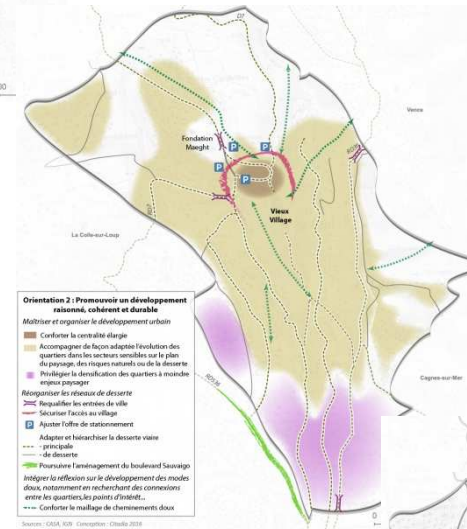 00
D7
Vence
Fondation
Maeght
P
P
P
P
Vieux
Village
La Colle-sur-Loup
Cagnes-sur-Mer
RD536
Orientation 2 : Promouvoir un développement
raisonné, cohérent et durable
Maîtriser et organiser le développement urbain
Conforter la centralité élargie
Accompagner de façon adaptée l'évolution des
quartiers dans les secteurs sensibles sur le plan
du paysage, des risques naturels ou de la desserte
Privilégier la densification des quartiers à moindre
enjeux paysager
Réorganiser les réseaux de desserte
Requalifier les entrées de ville
Sécuriser l'accès au village
P Ajuster l'offre de stationnement
Adapter et hiérarchiser la desserte viaire
- principale
- de desserte
Poursuivre l'aménagement du boulevard Sauvaigo
Intégrer la réflexion sur le développement des modes
doux, notamment en recherchant des connexions
entre les quartiers, les points d'intérêt...
Conforter le maillage de cheminements doux
Sources : CASA, IGN Conception : Citadia 2016
0